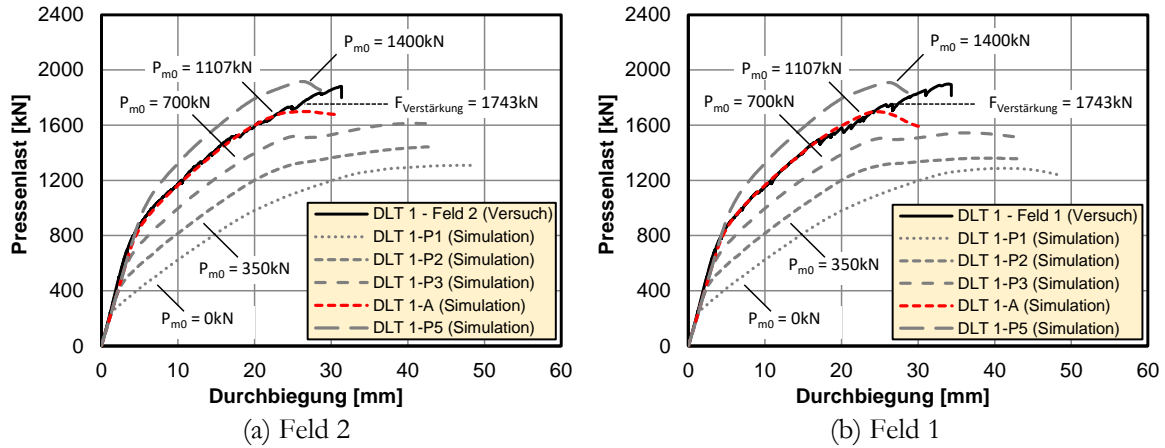 2400
2000
1600
1200
800
400
0
Pressenlast [kN]
0 10 20 30 40 50 60
Durchbiegung [mm]
Pm0 = 1400kN
Pm0 = 1107kN
Pm0 = 700kN
FVerstärkung = 1743kN
Pm0 = 350kN
Pm0 = 0kN
DLT 1 - Feld 2 (Versuch)
DLT 1-P1 (Simulation)
DLT 1-P2 (Simulation)
DLT 1-P3 (Simulation)
DLT 1-A (Simulation)
DLT 1-P5 (Simulation)
(a) Feld 2
2400
2000
1600
1200
800
400
0
Pressenlast [kN]
0 10 20 30 40 50 60
Durchbiegung [mm]
Pm0 = 1400kN
Pm0 = 1107kN
Pm0 = 700kN
FVerstärkung = 1743kN
Pm0 = 350kN
Pm0 = 0kN
DLT 1 - Feld 1 (Versuch)
DLT 1-P1 (Simulation)
DLT 1-P2 (Simulation)
DLT 1-P3 (Simulation)
DLT 1-A (Simulation)
DLT 1-P5 (Simulation)
(b) Feld 1